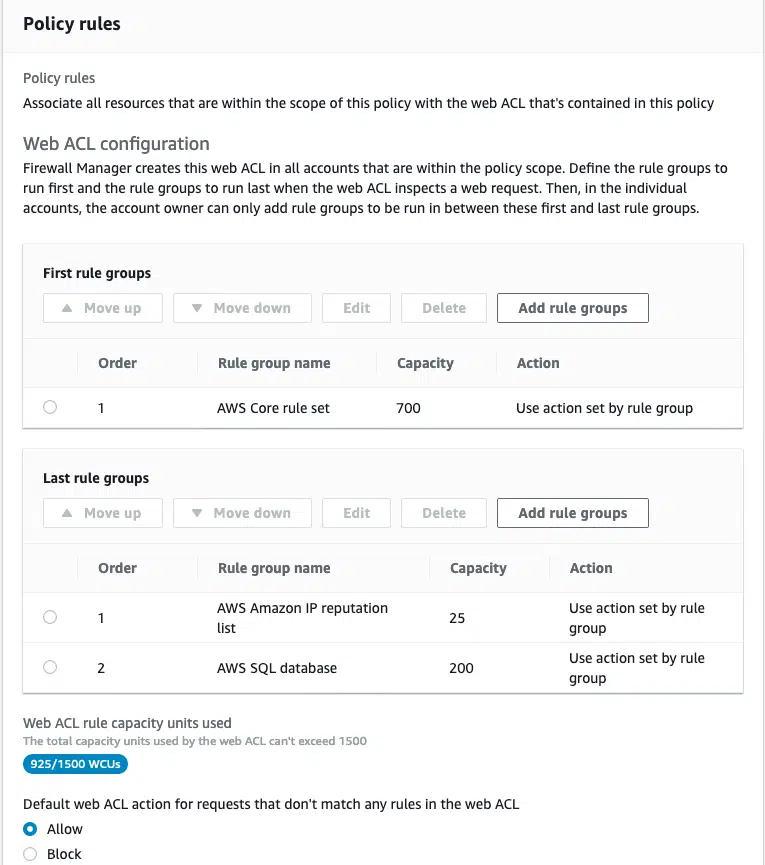 Policy rules
Policy rules
Associate all resources that are within the scope of this policy with the web ACL that's contained in this policy
Web ACL configuration
Firewall Manager creates this web ACL in all accounts that are within the policy scope. Define the rule groups to
run first and the rule groups to run last when the web ACL inspects a web request. Then, in the individual
accounts, the account owner can only add rule groups to be run in between these first and last rule groups.
First rule groups
Move up Move down Edit Delete Add rule groups
Order Rule group name Capacity Action
1 AWS Core rule set 700 Use action set by rule group
Last rule groups
Move up Move down Edit Delete Add rule groups
Order Rule group name Capacity Action
1 AWS Amazon IP reputation list 25 Use action set by rule group
2 AWS SQL database 200 Use action set by rule group
Web ACL rule capacity units used
The total capacity units used by the web ACL can't exceed 1500
925/1500 WCUs
Default web ACL action for requests that don't match any rules in the web ACL
Allow
Block